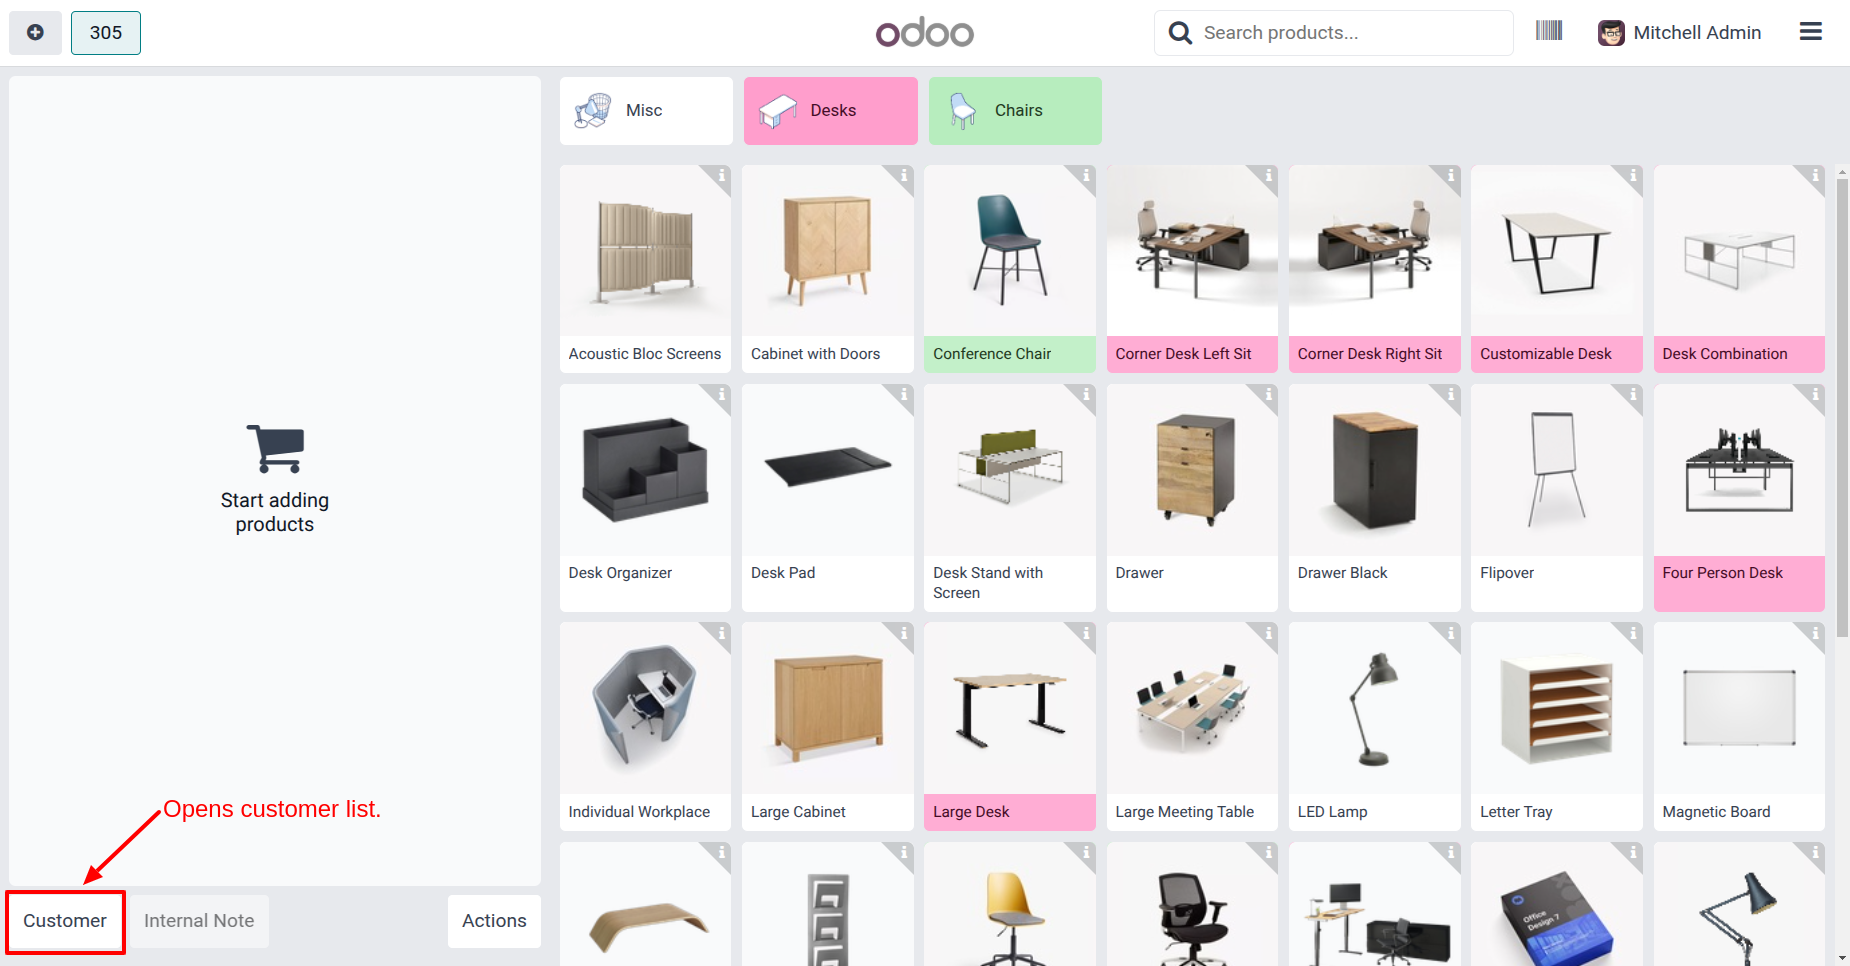 305
odoo
Search products...
Mitchell Admin
Misc
Desks
Chairs
Acoustic Bloc Screens
Cabinet with Doors
Conference Chair
Corner Desk Left Sit
Corner Desk Right Sit
Customizable Desk
Desk Combination
Start adding
products
Desk Organizer
Desk Pad
Desk Stand with
Screen
Drawer
Drawer Black
Flipover
Four Person Desk
Individual Workplace
Large Cabinet
Large Desk
Large Meeting Table
LED Lamp
Letter Tray
Magnetic Board
Opens customer list.
Customer
Internal Note
Actions
Office
Design 7